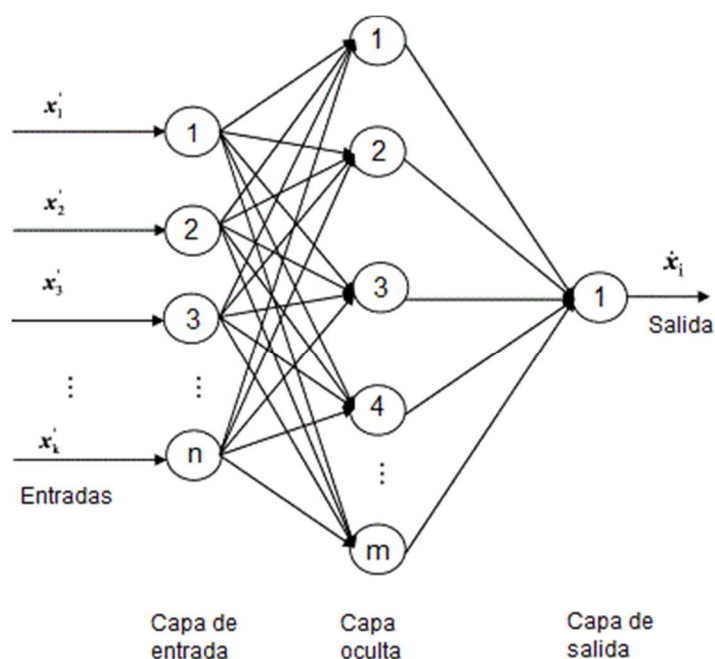 x'₁
x'₂
x'₃
⋮
x'ₖ
Entradas
1
2
3
⋮
n
1
2
3
4
⋮
m
1
ẋᵢ
Salida
Capa de
entrada
Capa
oculta
Capa de
salida